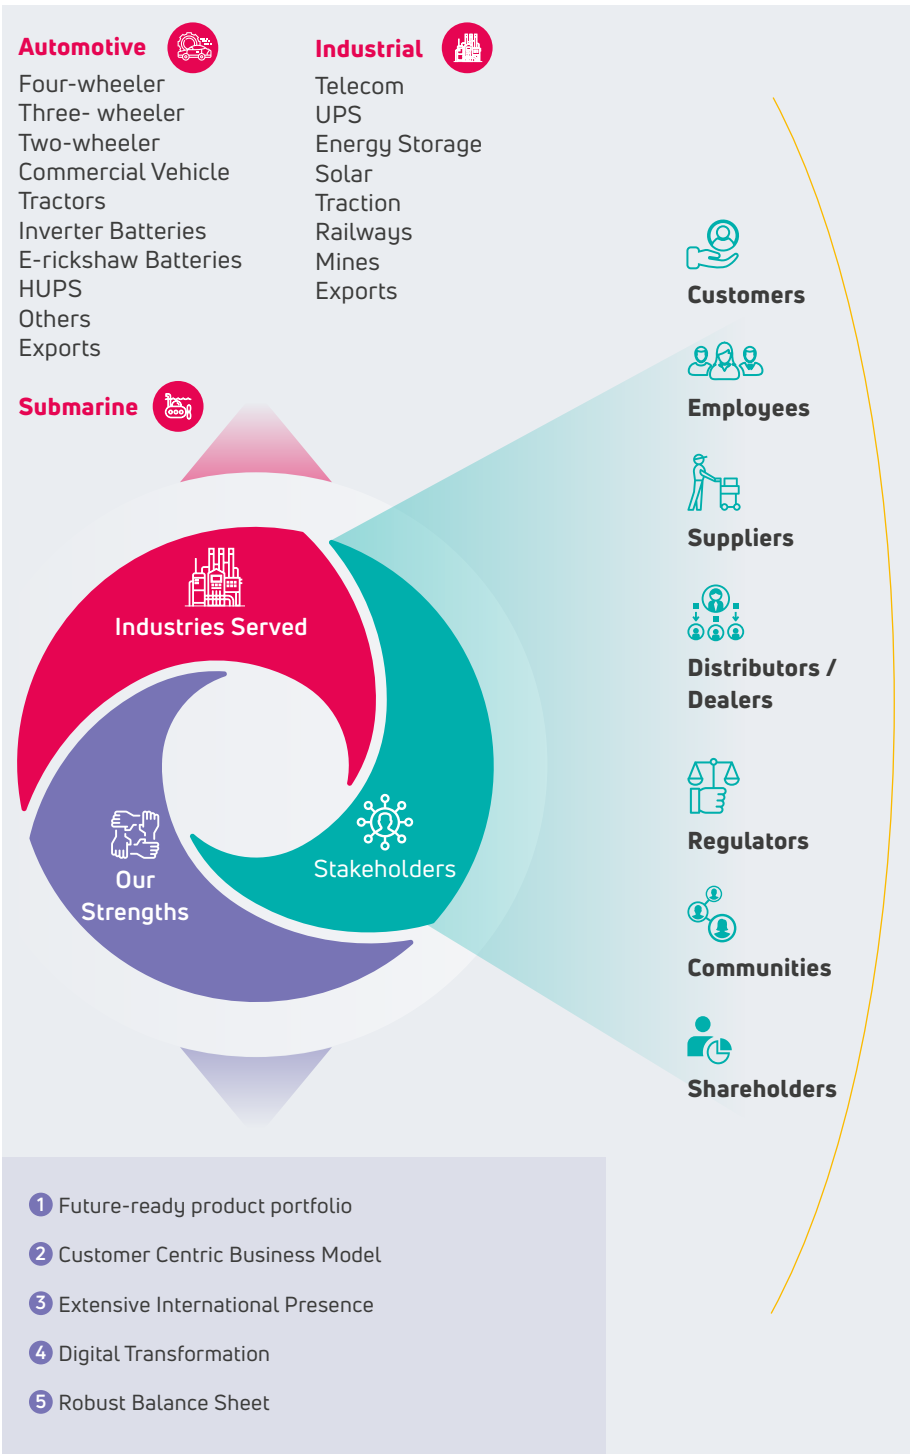 Automotive
Four-wheeler
Three- wheeler
Two-wheeler
Commercial Vehicle
Tractors
Inverter Batteries
E-rickshaw Batteries
HUPS
Others
Exports
Submarine
Industrial
Telecom
UPS
Energy Storage
Solar
Traction
Railways
Mines
Exports
Industries Served
Stakeholders
Our
Strengths
Customers
Employees
Suppliers
Distributors /
Dealers
Regulators
Communities
Shareholders
1 Future-ready product portfolio
2 Customer Centric Business Model
3 Extensive International Presence
4 Digital Transformation
5 Robust Balance Sheet